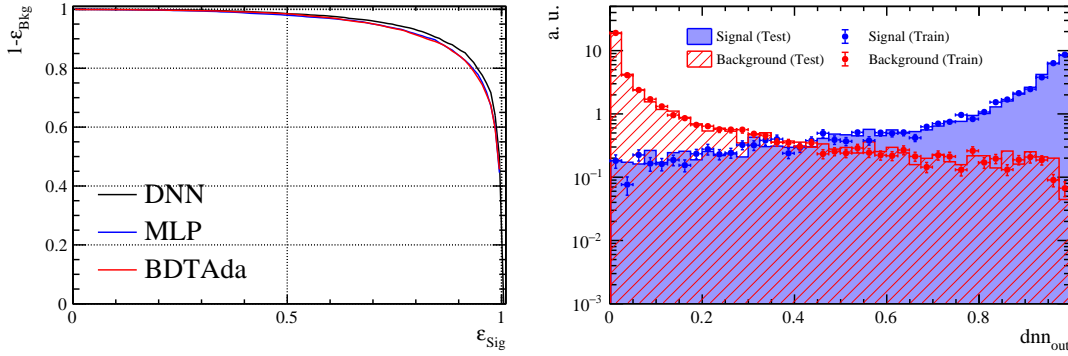 1-ε_Bkg
1
0.8
0.6
0.4
0.2
0
DNN
MLP
BDTAda
0 0.5 1
ε_Sig
a. u.
10
1
10⁻¹
10⁻²
10⁻³
Signal (Test) Signal (Train)
Background (Test) Background (Train)
0 0.2 0.4 0.6 0.8
dnn_out